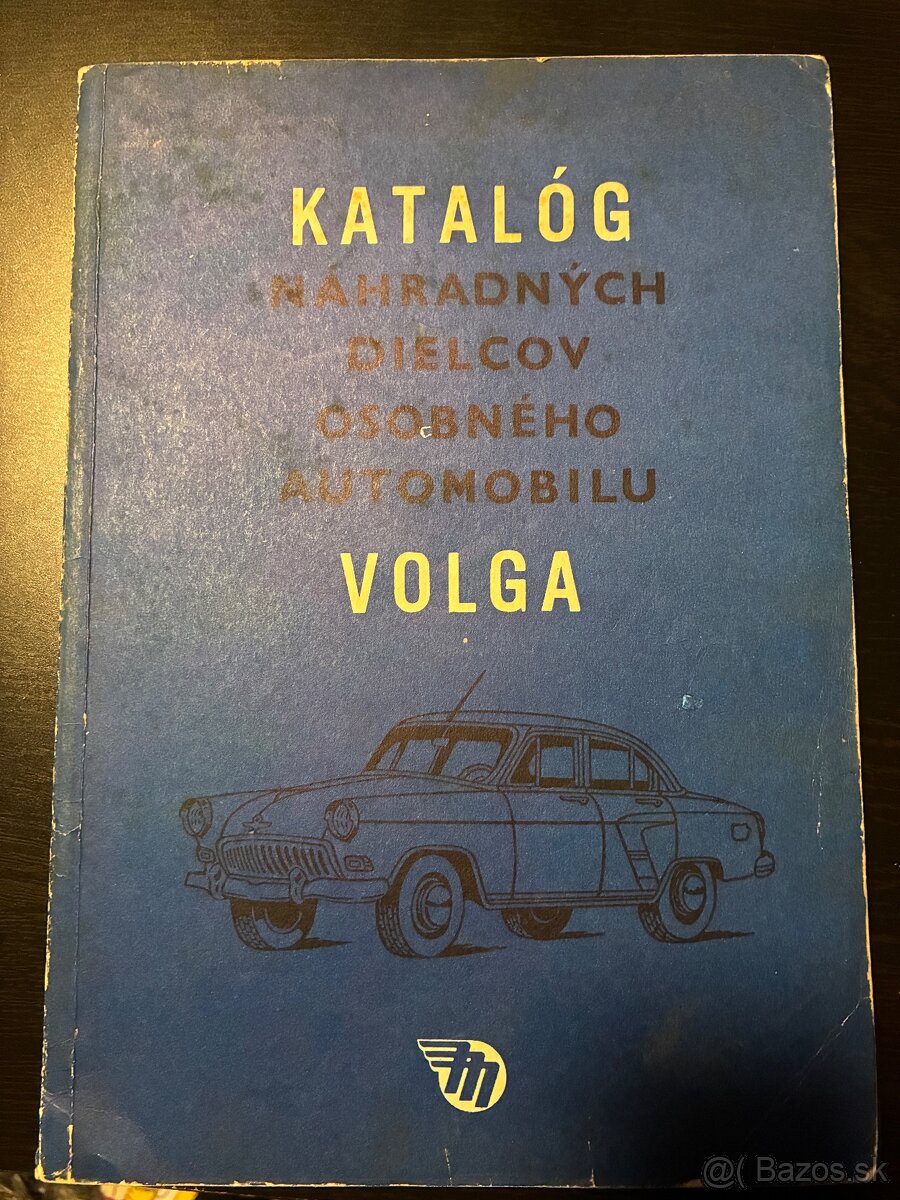 KATALÓG
NÁHRADNÝCH
DIELCOV
OSOBNÉHO
AUTOMOBILU
VOLGA
m
@( Bazos.sk